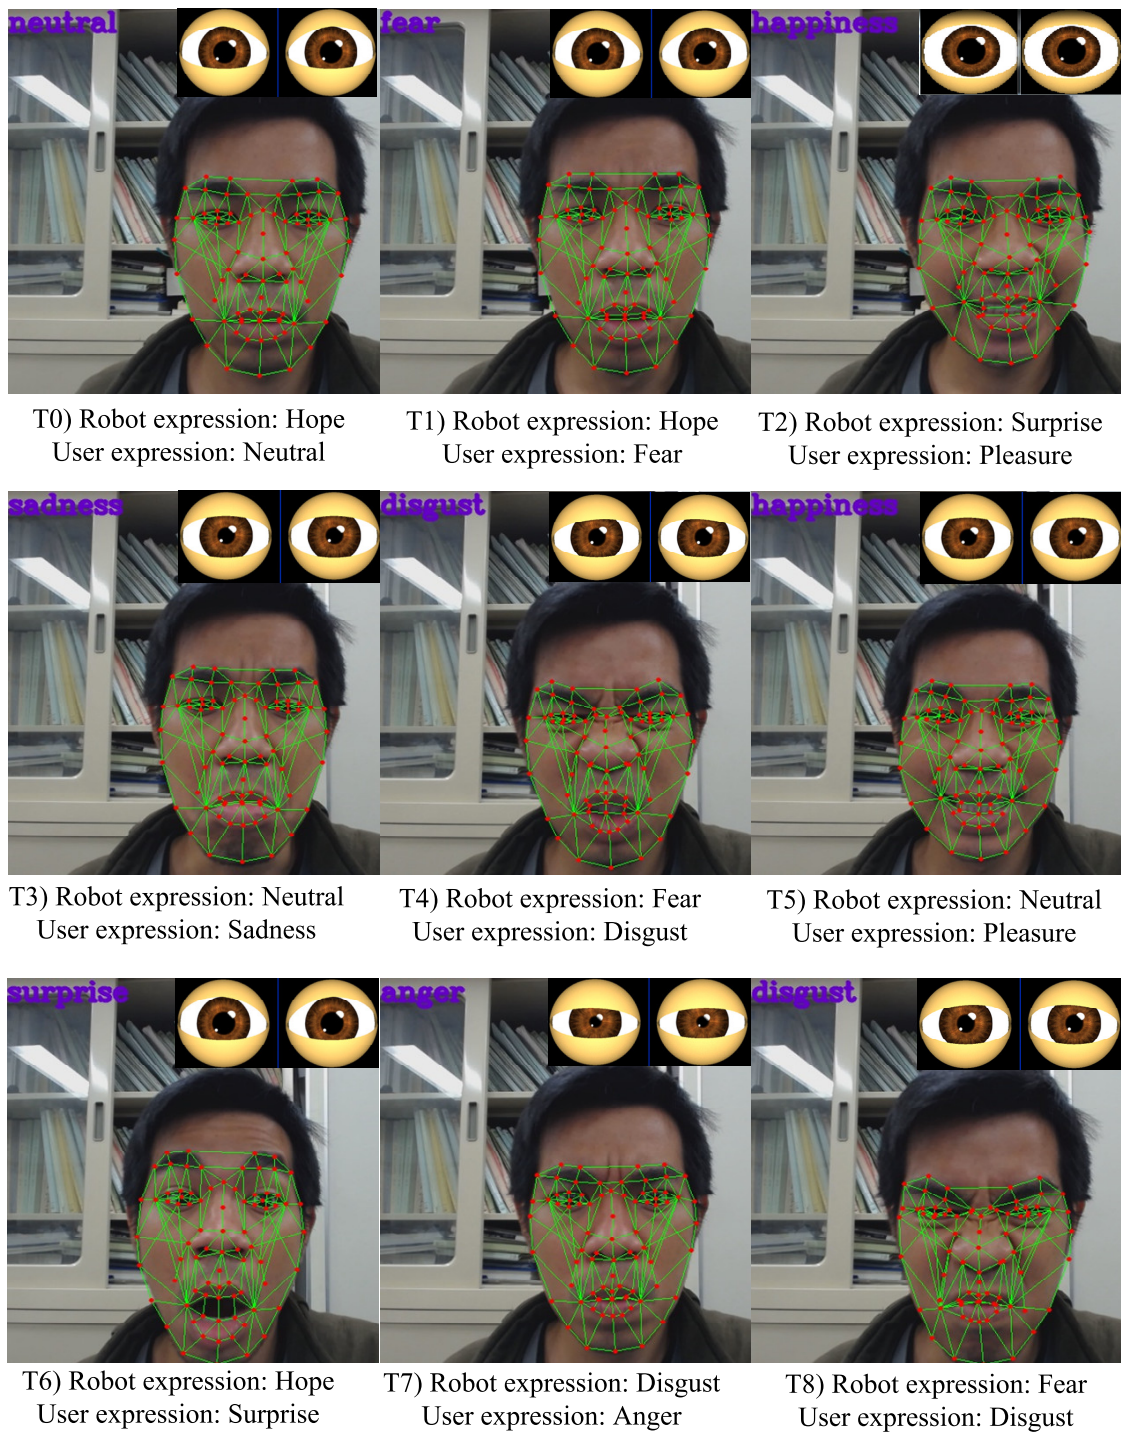 neutral
fear
happiness
T0) Robot expression: Hope
User expression: Neutral
T1) Robot expression: Hope
User expression: Fear
T2) Robot expression: Surprise
User expression: Pleasure
sadness
disgust
happiness
T3) Robot expression: Neutral
User expression: Sadness
T4) Robot expression: Fear
User expression: Disgust
T5) Robot expression: Neutral
User expression: Pleasure
surprise
anger
disgust
T6) Robot expression: Hope
User expression: Surprise
T7) Robot expression: Disgust
User expression: Anger
T8) Robot expression: Fear
User expression: Disgust